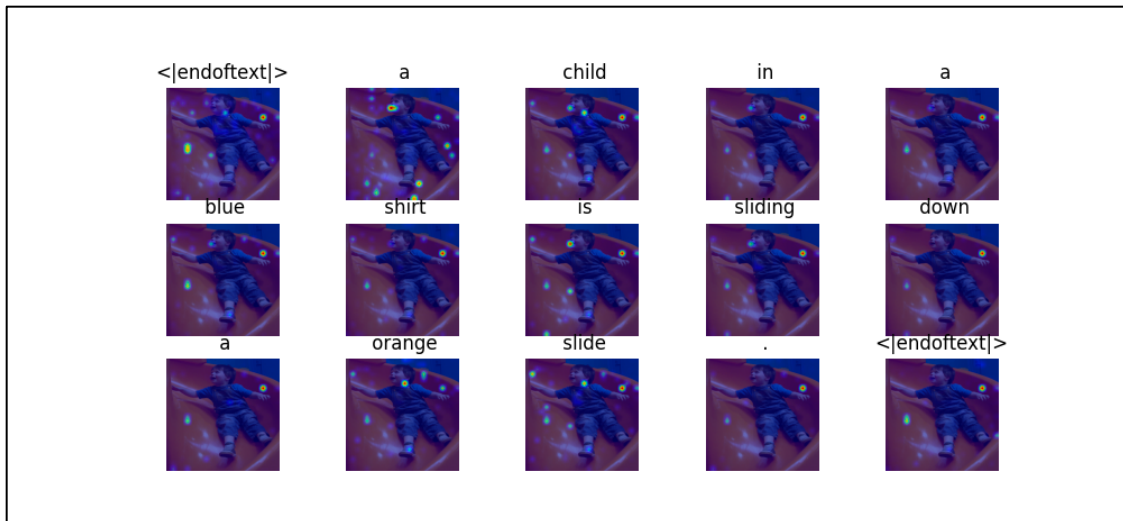 <|endoftext|> a child in a
blue shirt is sliding down
a orange slide . <|endoftext|>